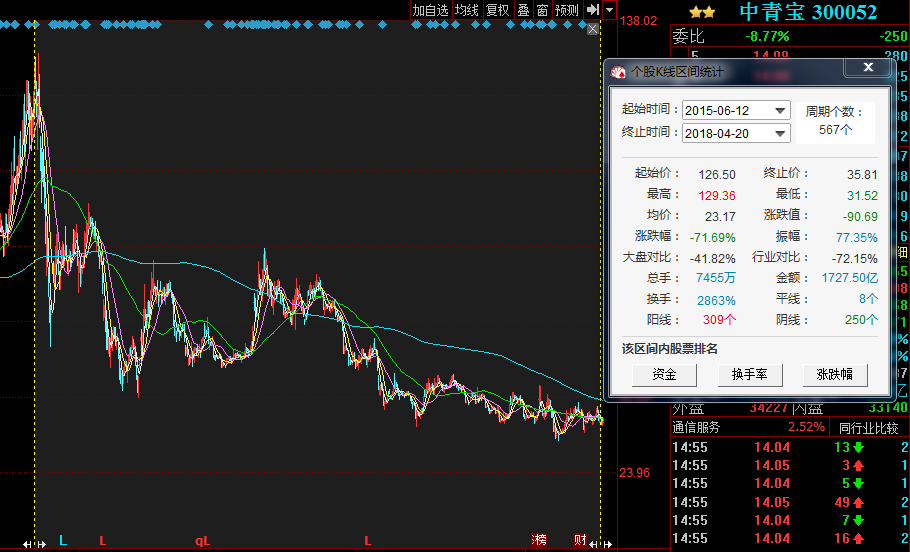 加自选 均线 复权 叠 窗 预测
138.02
中青宝 300052
委比 -8.77% -250
5 14.09 280
个股K线区间统计
起始时间： 2015-06-12 周期个数：
终止时间： 2018-04-20 567个
起始价： 126.50 终止价： 35.81
最高： 129.36 最低： 31.52
均价： 23.17 涨跌值： -90.69
涨跌幅： -71.69% 振幅： 77.35%
大盘对比： -41.82% 行业对比： -72.15%
总手： 7455万 金额： 1727.50亿
换手： 2863% 平线： 8个
阳线： 309个 阴线： 250个
该区间内股票排名
资金 换手率 涨跌幅
细
亿
外盘 34227 内盘 33140
通信服务 2.52% 同行业比较
14:55 14.04 13 2
14:55 14.05 3 1
23.96
14:55 14.04 5 1
14:55 14.05 49 2
14:55 14.04 7 1
14:55 14.04 16 2
L L qL L 榜 财